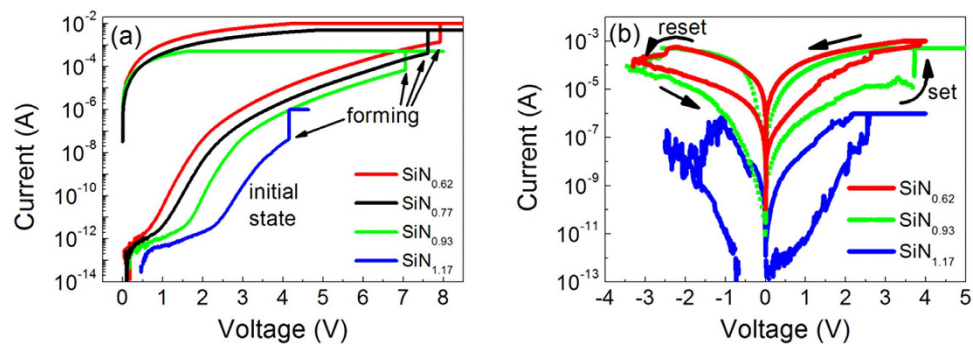 (a)
Current (A)
10⁻²
10⁻⁴
10⁻⁶
10⁻⁸
10⁻¹⁰
10⁻¹²
10⁻¹⁴
forming
initial
state
SiN₀.₆₂
SiN₀.₇₇
SiN₀.₉₃
SiN₁.₁₇
0 1 2 3 4 5 6 7 8
Voltage (V)
(b)
Current (A)
10⁻³
10⁻⁵
10⁻⁷
10⁻⁹
10⁻¹¹
10⁻¹³
reset
set
SiN₀.₆₂
SiN₀.₉₃
SiN₁.₁₇
-4 -3 -2 -1 0 1 2 3 4 5
Voltage (V)